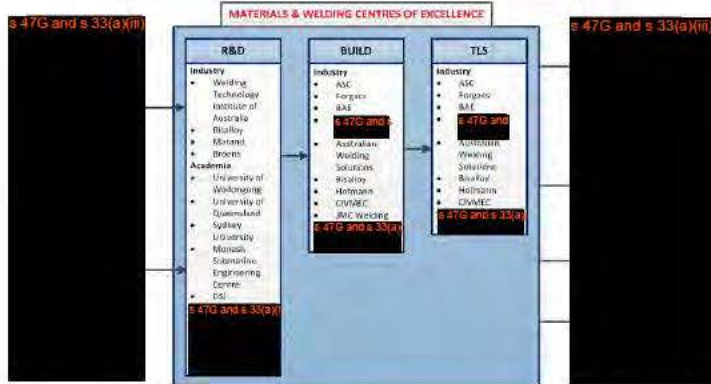 MATERIALS & WELDING CENTRES OF EXCELLENCE
s 47G and s 33(a)(iii)
R&D
Industry
Welding
Technology
Institute of
Australia
Bisalloy
Marand
Broens
Academia
University of
Wollongong
University of
Queensland
Sydney
University
Monash
Submarine
Engineering
Centre
s 47G and s 33(a)(i
BUILD
Industry
ASC
Forgacs
BAE
s 47G and s
Australian
Welding
Solutions
Bisalloy
Hofmann
CIVMEC
JMC Welding
s 47G and s 33(a)(
TLS
Industry
ASC
Forgacs
BAE
s 47G and
Australian
Welding
Solutions
Bisalloy
Hofmann
CIVMEC
s 47G and s 33(a)
s 47G and s 33(a)(iii)